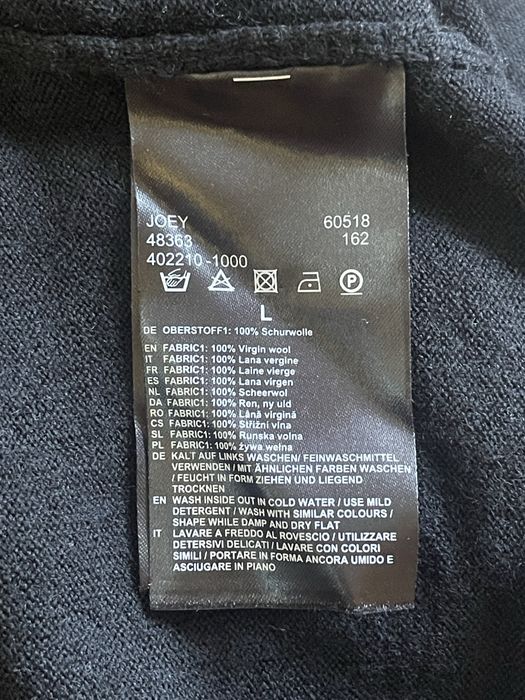 JOEY 60518
48363 162
402210-1000
P
L
DE OBERSTOFF1: 100% Schurwolle
EN FABRIC1: 100% Virgin wool
IT FABRIC1: 100% Lana vergine
FR FABRIC1: 100% Laine vierge
ES FABRIC1: 100% Lana virgen
NL FABRIC1: 100% Scheerwol
DA FABRIC1: 100% Ren, ny uld
RO FABRIC1: 100% Lână virgină
CS FABRIC1: 100% Střižní vlna
SL FABRIC1: 100% Runska volna
PL FABRIC1: 100% żywa wełna
DE KALT AUF LINKS WASCHEN/ FEINWASCHMITTEL
VERWENDEN / MIT ÄHNLICHEN FARBEN WASCHEN
/ FEUCHT IN FORM ZIEHEN UND LIEGEND
TROCKNEN
EN WASH INSIDE OUT IN COLD WATER / USE MILD
DETERGENT / WASH WITH SIMILAR COLOURS /
SHAPE WHILE DAMP AND DRY FLAT
IT LAVARE A FREDDO AL ROVESCIO / UTILIZZARE
DETERSIVI DELICATI / LAVARE CON COLORI
SIMILI / PORTARE IN FORMA ANCORA UMIDO E
ASCIUGARE IN PIANO